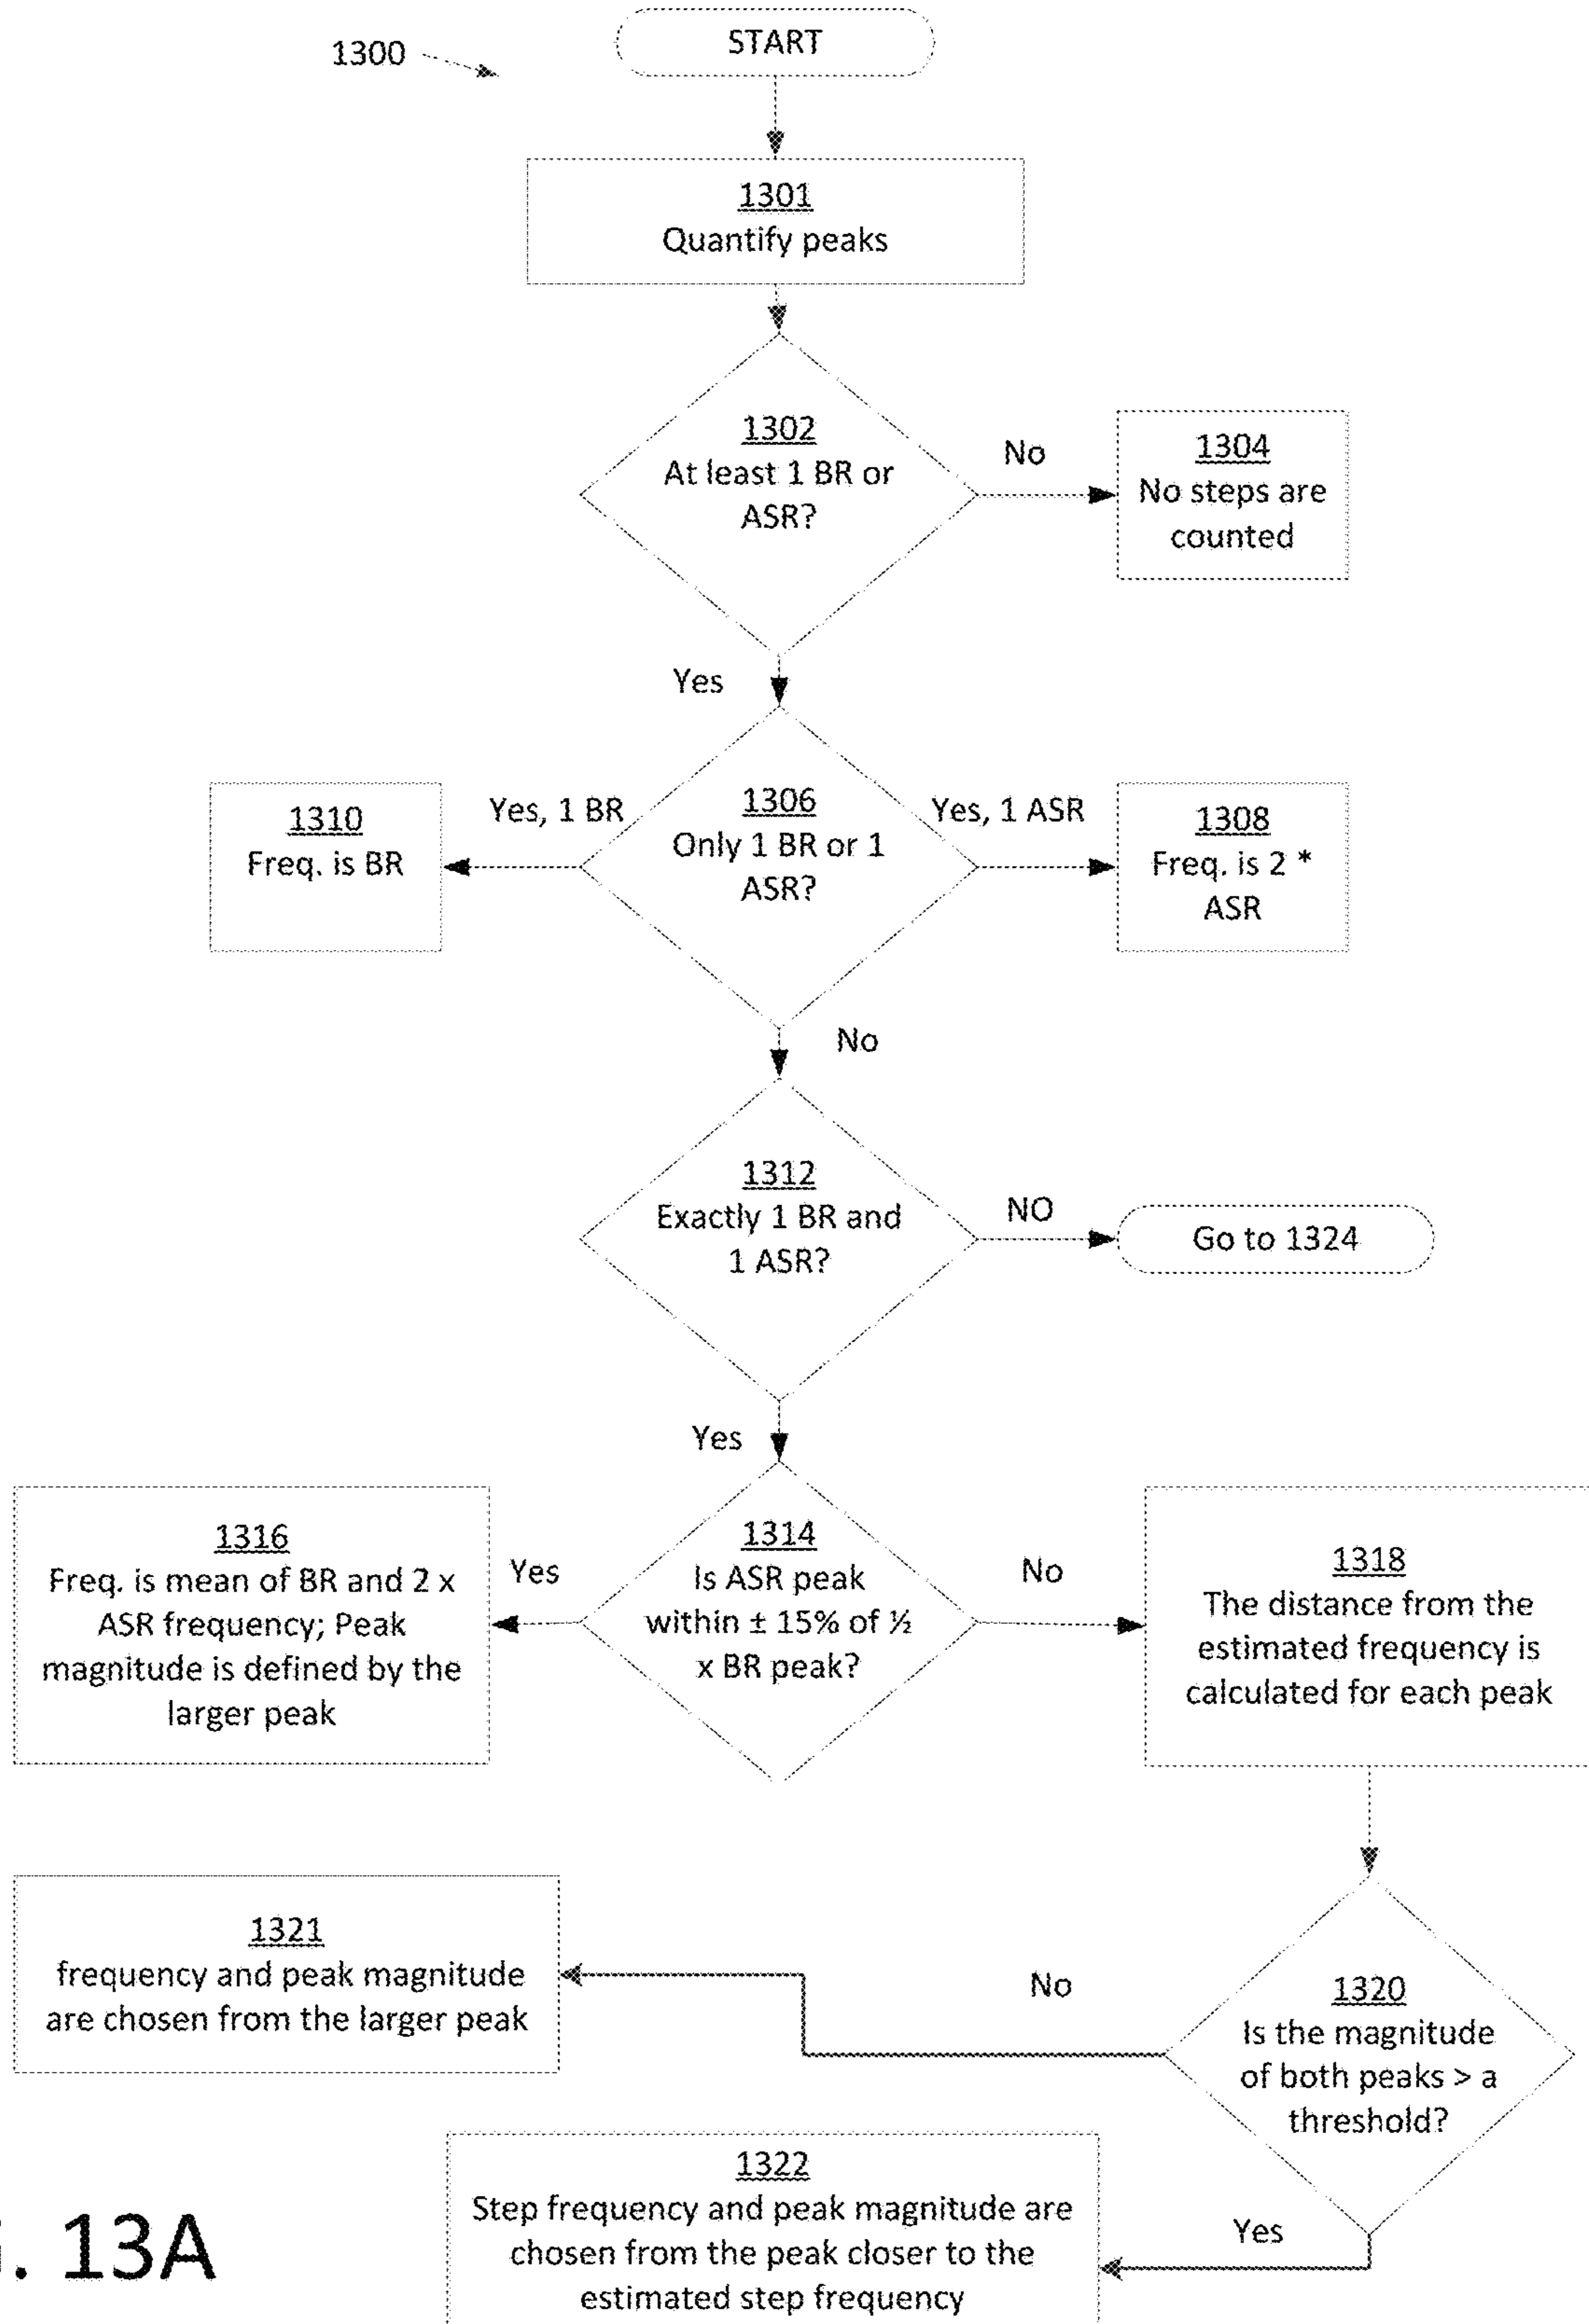 START
1300
1301
Quantify peaks
1302
At least 1 BR or
ASR?
No
1304
No steps are
counted
Yes
1310
Freq. is BR
Yes, 1 BR
1306
Only 1 BR or 1
ASR?
Yes, 1 ASR
1308
Freq. is 2 *
ASR
No
1312
Exactly 1 BR and
1 ASR?
NO
Go to 1324
Yes
1316
Freq. is mean of BR and 2 x
ASR frequency; Peak
magnitude is defined by the
larger peak
Yes
1314
Is ASR peak
within ± 15% of ½
x BR peak?
No
1318
The distance from the
estimated frequency is
calculated for each peak
1321
frequency and peak magnitude
are chosen from the larger peak
No
1320
Is the magnitude
of both peaks > a
threshold?
1322
Step frequency and peak magnitude are
chosen from the peak closer to the
estimated step frequency
Yes
. 13A